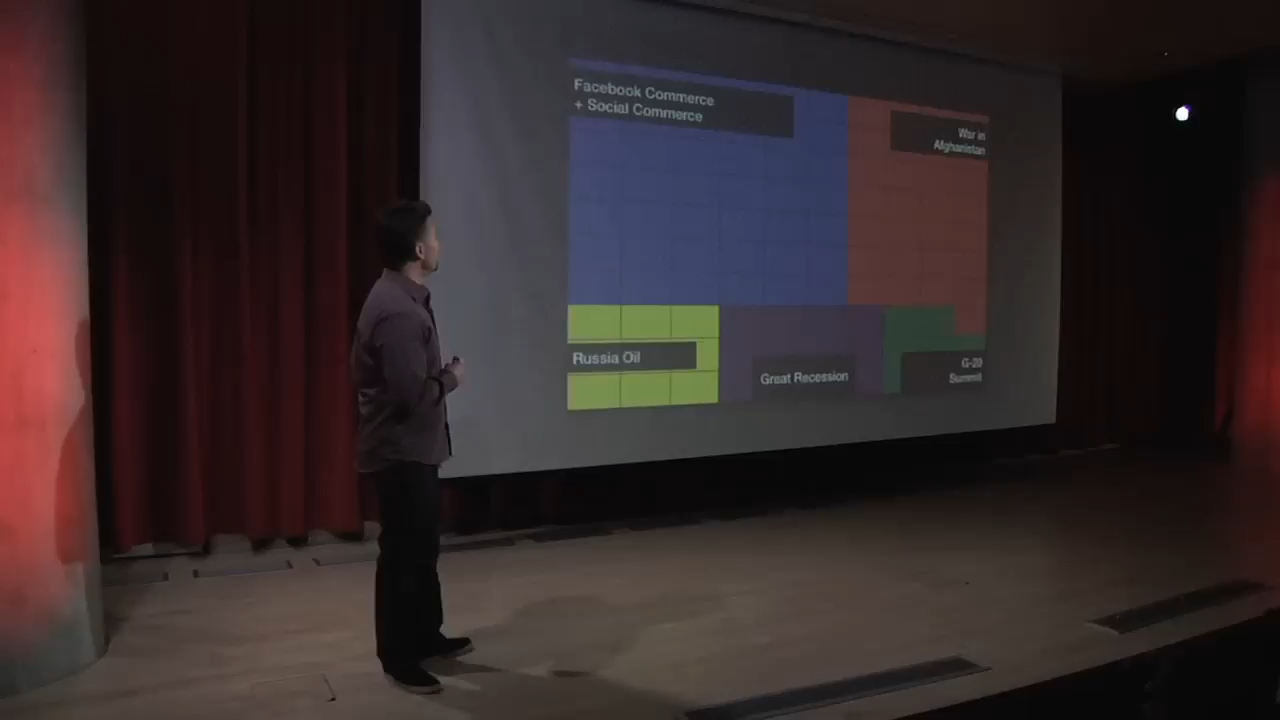 Facebook Commerce
+ Social Commerce
War in
Afghanistan
Russia Oil
Great Recession
G-20
Summit